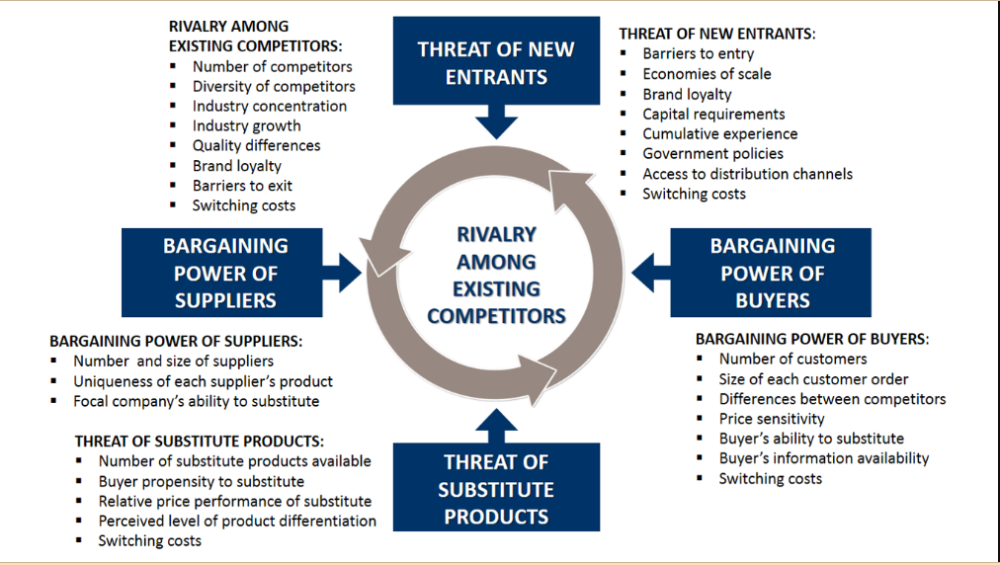 RIVALRY AMONG
EXISTING COMPETITORS:
▪ Number of competitors
▪ Diversity of competitors
▪ Industry concentration
▪ Industry growth
▪ Quality differences
▪ Brand loyalty
▪ Barriers to exit
▪ Switching costs
THREAT OF NEW
ENTRANTS
THREAT OF NEW ENTRANTS:
▪ Barriers to entry
▪ Economies of scale
▪ Brand loyalty
▪ Capital requirements
▪ Cumulative experience
▪ Government policies
▪ Access to distribution channels
▪ Switching costs
BARGAINING
POWER OF
SUPPLIERS
RIVALRY
AMONG
EXISTING
COMPETITORS
BARGAINING
POWER OF
BUYERS
BARGAINING POWER OF SUPPLIERS:
▪ Number and size of suppliers
▪ Uniqueness of each supplier’s product
▪ Focal company’s ability to substitute
BARGAINING POWER OF BUYERS:
▪ Number of customers
▪ Size of each customer order
▪ Differences between competitors
▪ Price sensitivity
▪ Buyer’s ability to substitute
▪ Buyer’s information availability
▪ Switching costs
THREAT OF SUBSTITUTE PRODUCTS:
▪ Number of substitute products available
▪ Buyer propensity to substitute
▪ Relative price performance of substitute
▪ Perceived level of product differentiation
▪ Switching costs
THREAT OF
SUBSTITUTE
PRODUCTS